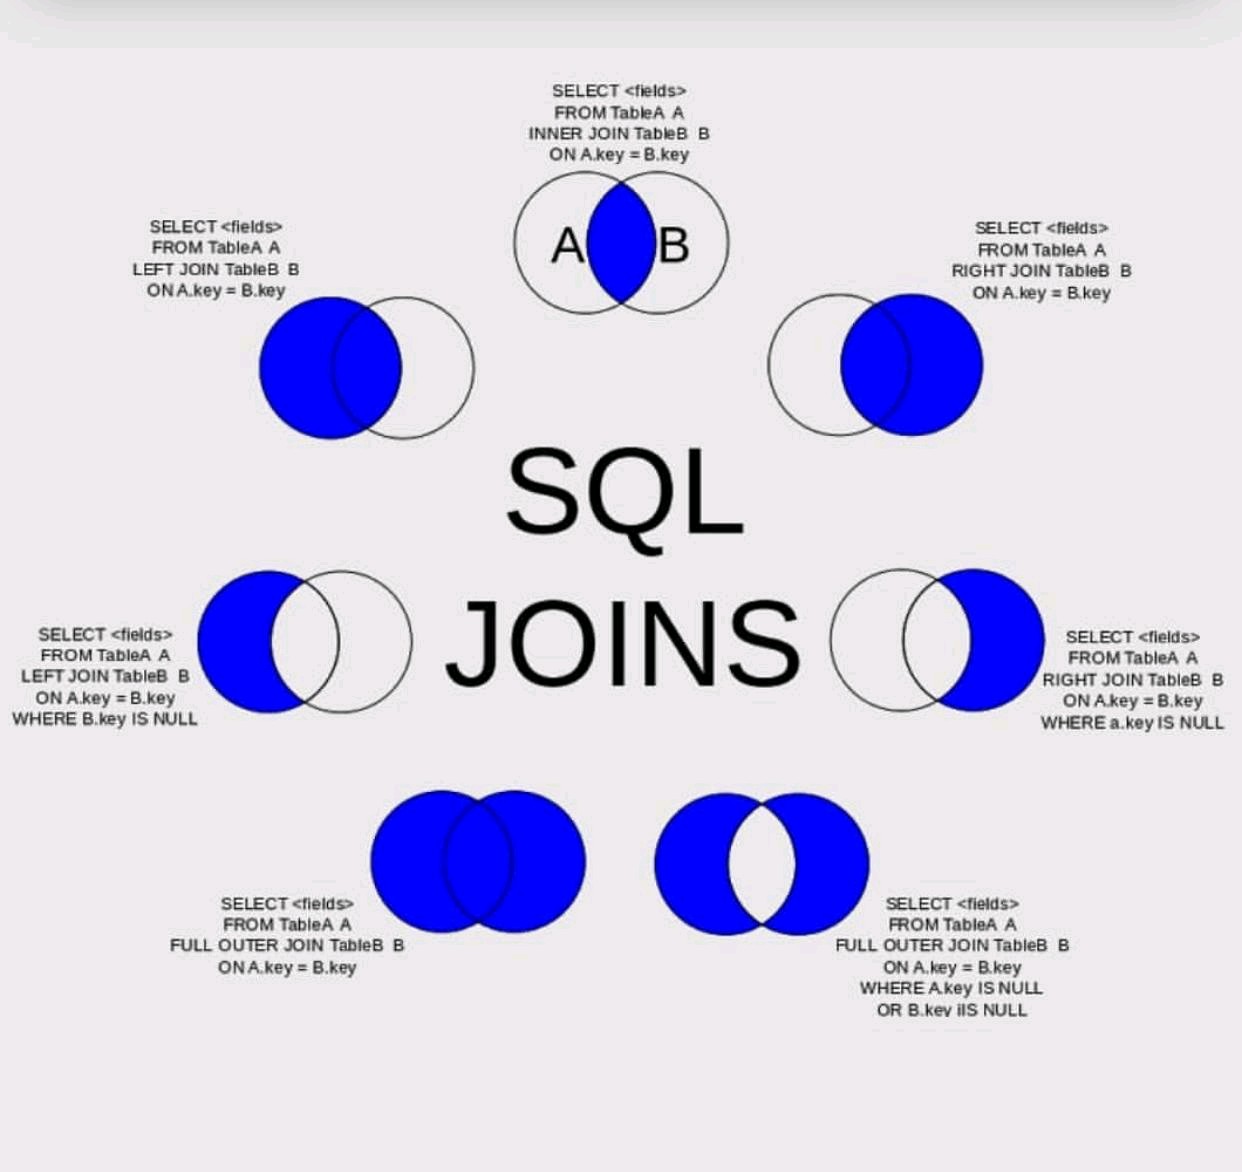 SELECT <fields>
FROM TableA A
INNER JOIN TableB B
ON A.key = B.key
A B
SELECT <fields>
FROM TableA A
LEFT JOIN TableB B
ON A.key = B.key
SELECT <fields>
FROM TableA A
RIGHT JOIN TableB B
ON A.key = B.key
SQL
JOINS
SELECT <fields>
FROM TableA A
LEFT JOIN TableB B
ON A.key = B.key
WHERE B.key IS NULL
SELECT <fields>
FROM TableA A
RIGHT JOIN TableB B
ON A.key = B.key
WHERE a.key IS NULL
SELECT <fields>
FROM TableA A
FULL OUTER JOIN TableB B
ON A.key = B.key
SELECT <fields>
FROM TableA A
FULL OUTER JOIN TableB B
ON A.key = B.key
WHERE A.key IS NULL
OR B.key iIS NULL